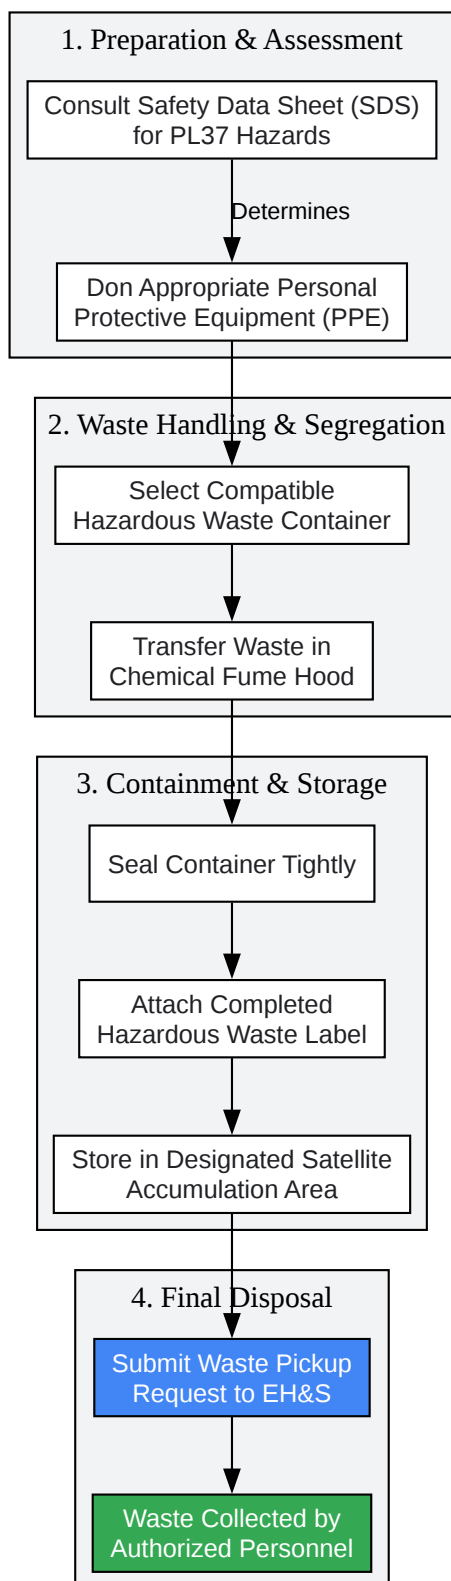 1. Preparation & Assessment
Consult Safety Data Sheet (SDS)
for PL37 Hazards
Determines
Don Appropriate Personal
Protective Equipment (PPE)
2. Waste Handling & Segregation
Select Compatible
Hazardous Waste Container
Transfer Waste in
Chemical Fume Hood
3. Containment & Storage
Seal Container Tightly
Attach Completed
Hazardous Waste Label
Store in Designated Satellite
Accumulation Area
4. Final Disposal
Submit Waste Pickup
Request to EH&S
Waste Collected by
Authorized Personnel